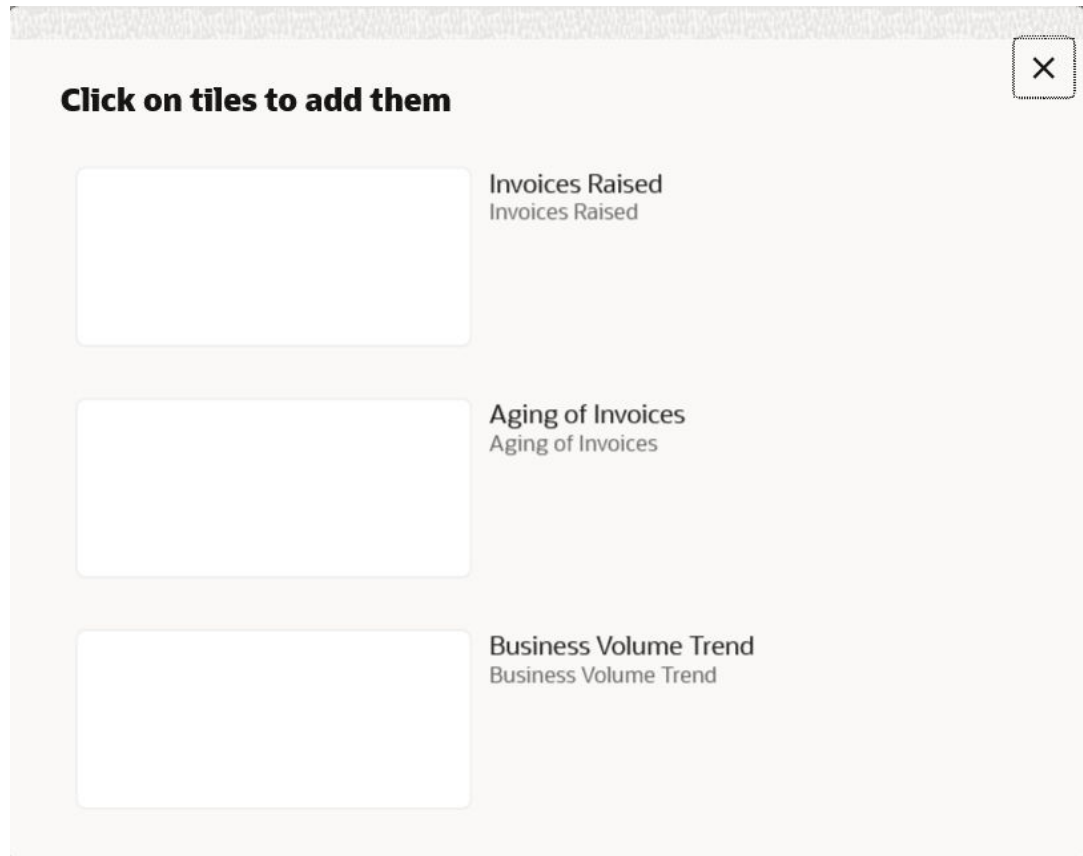 Click on tiles to add them
Invoices Raised
Invoices Raised
Aging of Invoices
Aging of Invoices
Business Volume Trend
Business Volume Trend